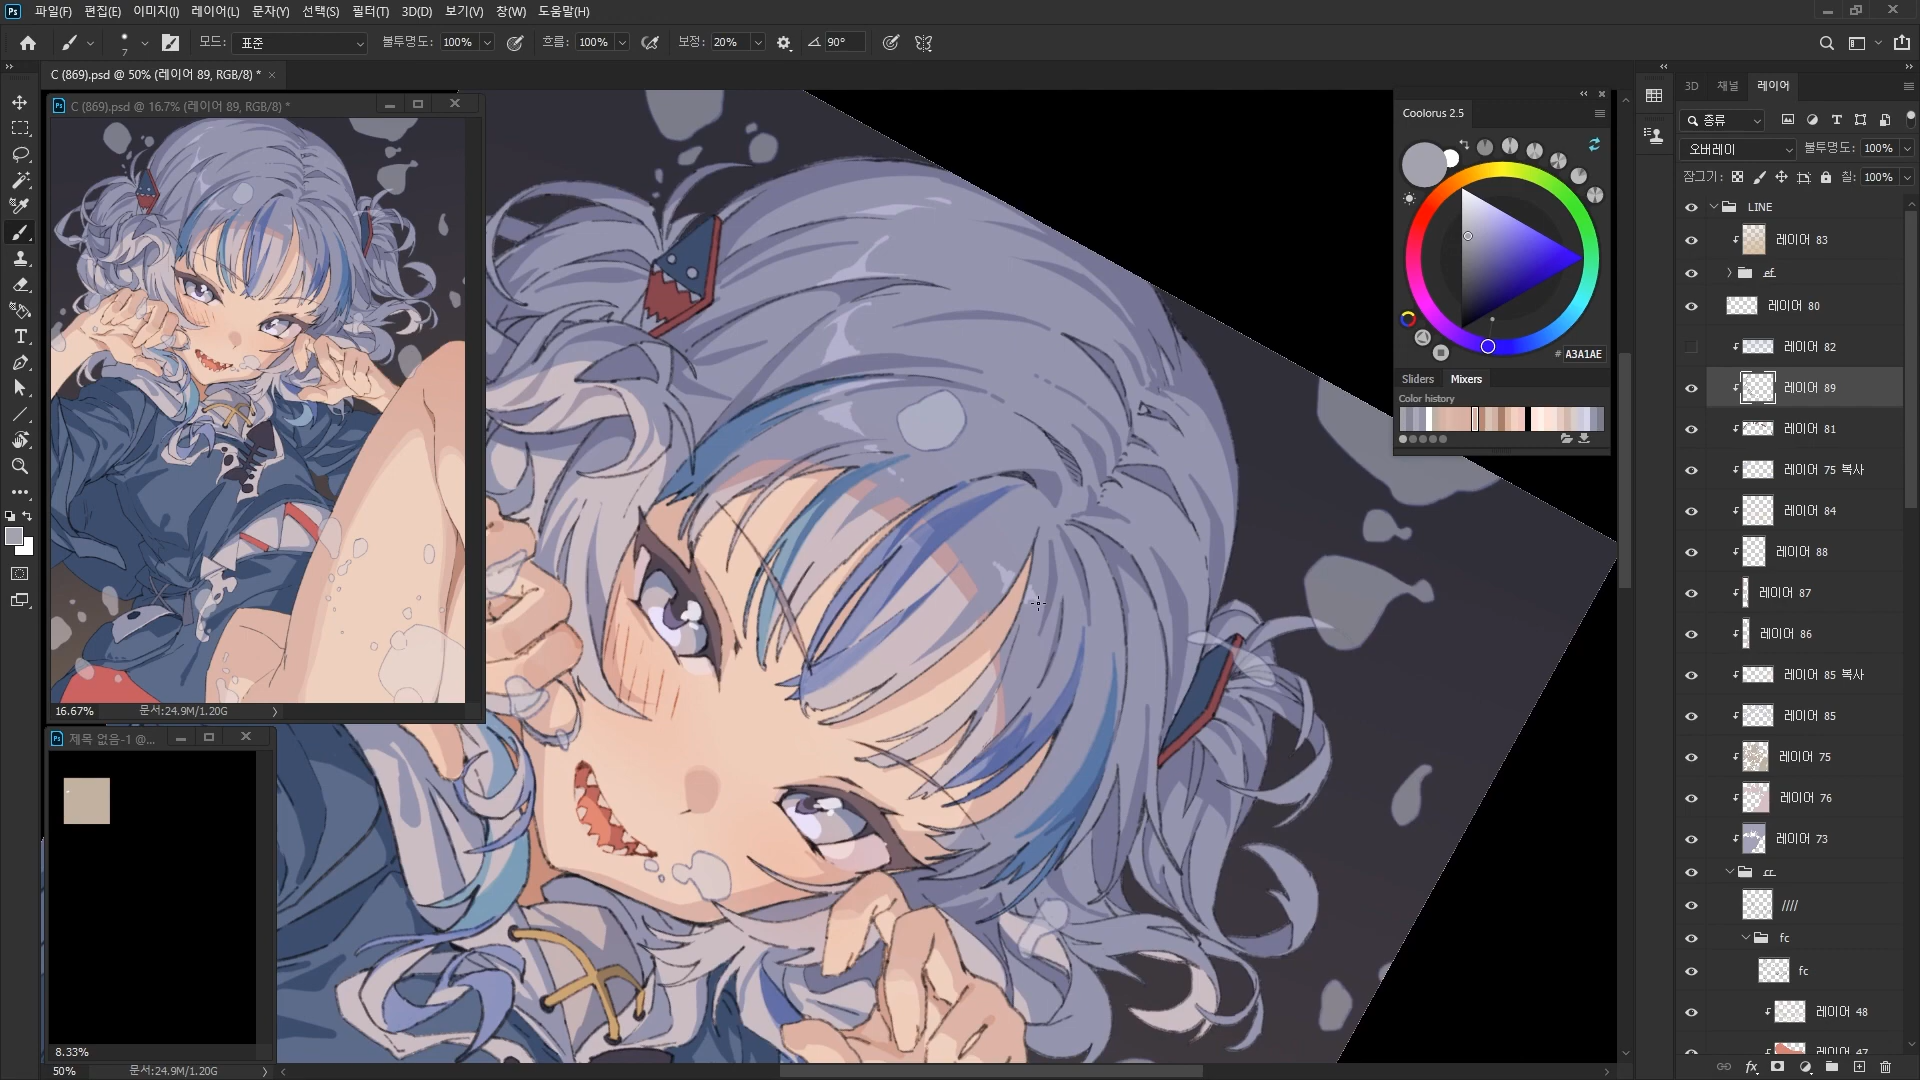 파일(F) 편집(E) 이미지(I) 레이어(L) 문자(Y) 선택(S) 필터(T) 3D(D) 보기(V) 창(W) 도움말(H)
7 모드: 표준 불투명도: 100% 흐름: 100% 보정: 20% 90°
C (869).psd @ 50% (레이어 89, RGB/8) *
C (869).psd @ 16.7% (레이어 89, RGB/8) *
16.67% 문서:24.9M/1.20G
제목 없음-1 @...
8.33%
50% 문서:24.9M/1.20G
Coolorus 2.5
# A3A1AE
Sliders Mixers
Color history
3D 채널 레이어
종류
오버레이 불투명도: 100%
잠그기: 칠: 100%
LINE
레이어 83
ef
레이어 80
레이어 82
레이어 89
레이어 81
레이어 75 복사
레이어 84
레이어 88
레이어 87
레이어 86
레이어 85 복사
레이어 85
레이어 75
레이어 76
레이어 73
ㄹㄹ
////
fc
fc
레이어 48
레이어 47